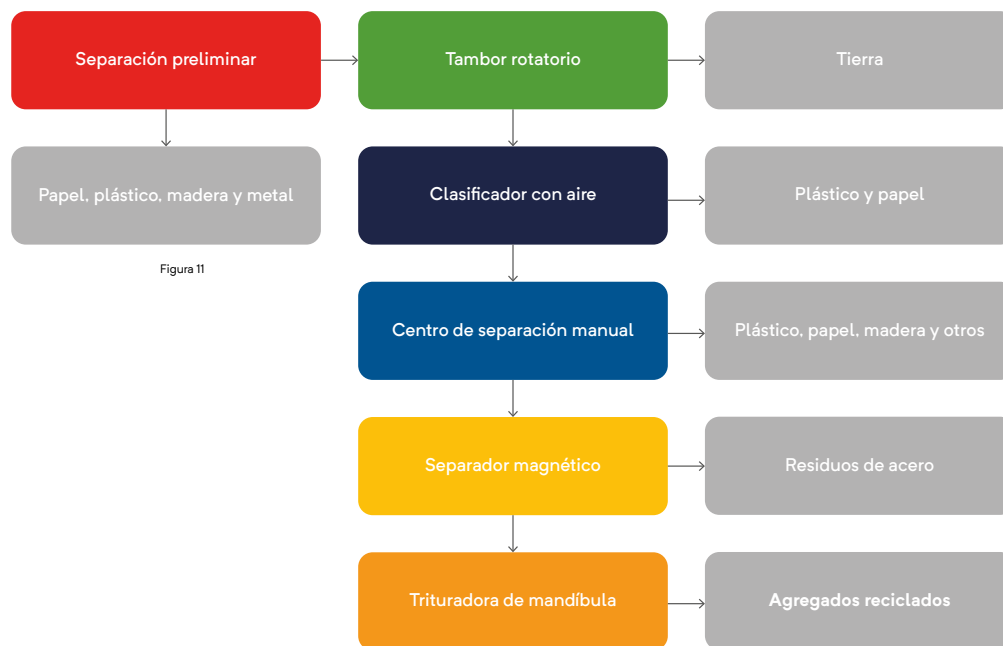 Separación preliminar
Tambor rotatorio
Tierra
Papel, plástico, madera y metal
Clasificador con aire
Plástico y papel
Figura 11
Centro de separación manual
Plástico, papel, madera y otros
Separador magnético
Residuos de acero
Trituradora de mandíbula
Agregados reciclados